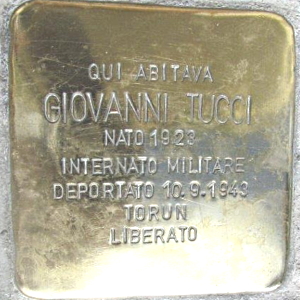 QUI ABITAVA
GIOVANNI TUCCI
NATO 1923
INTERNATO MILITARE
DEPORTATO 10.9.1943
TORUN
LIBERATO